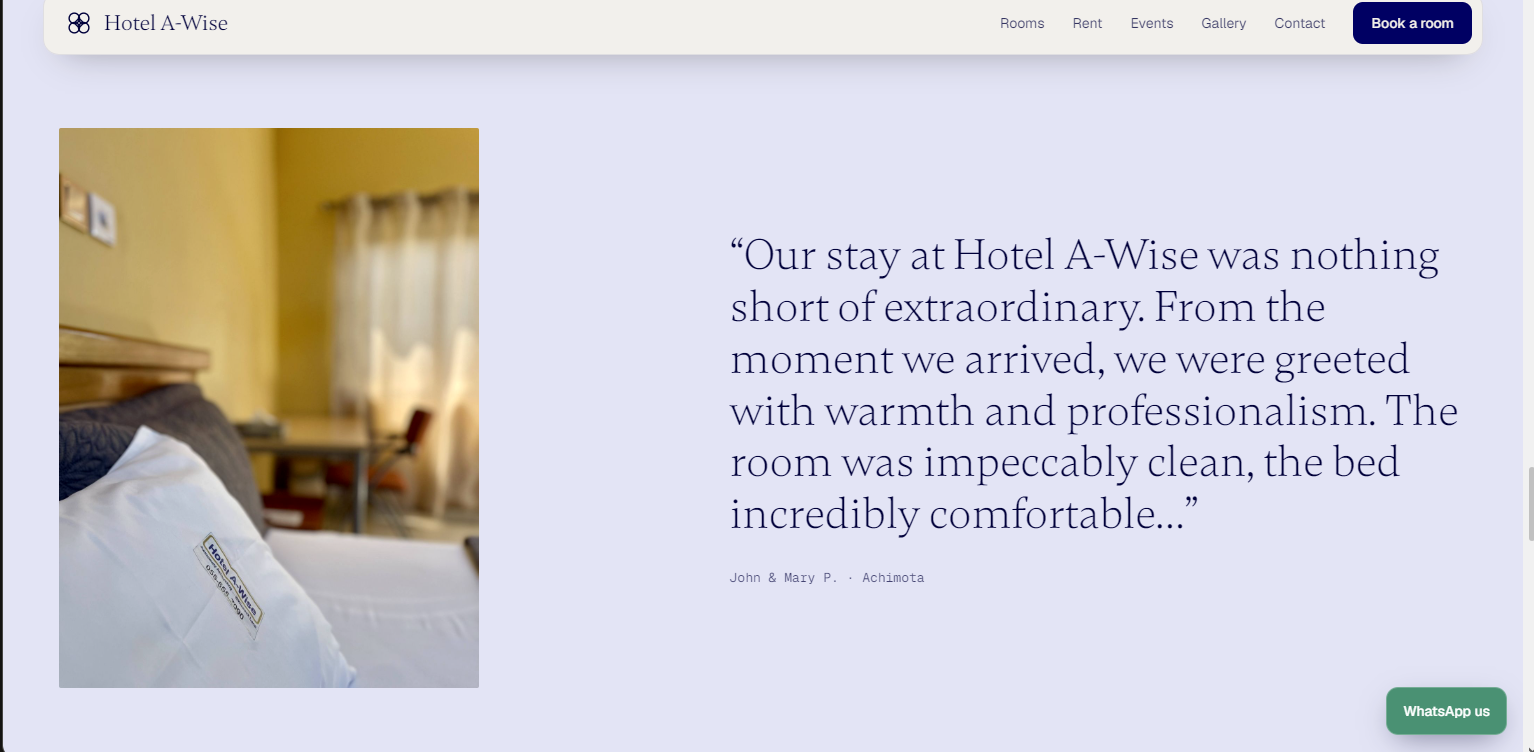 Hotel A-Wise
Rooms
Rent
Events
Gallery
Contact
Book a room
“Our stay at Hotel A-Wise was nothing
short of extraordinary. From the
moment we arrived, we were greeted
with warmth and professionalism. The
room was impeccably clean, the bed
incredibly comfortable...”
John & Mary P. · Achimota
Hotel A-Wise
WhatsApp us